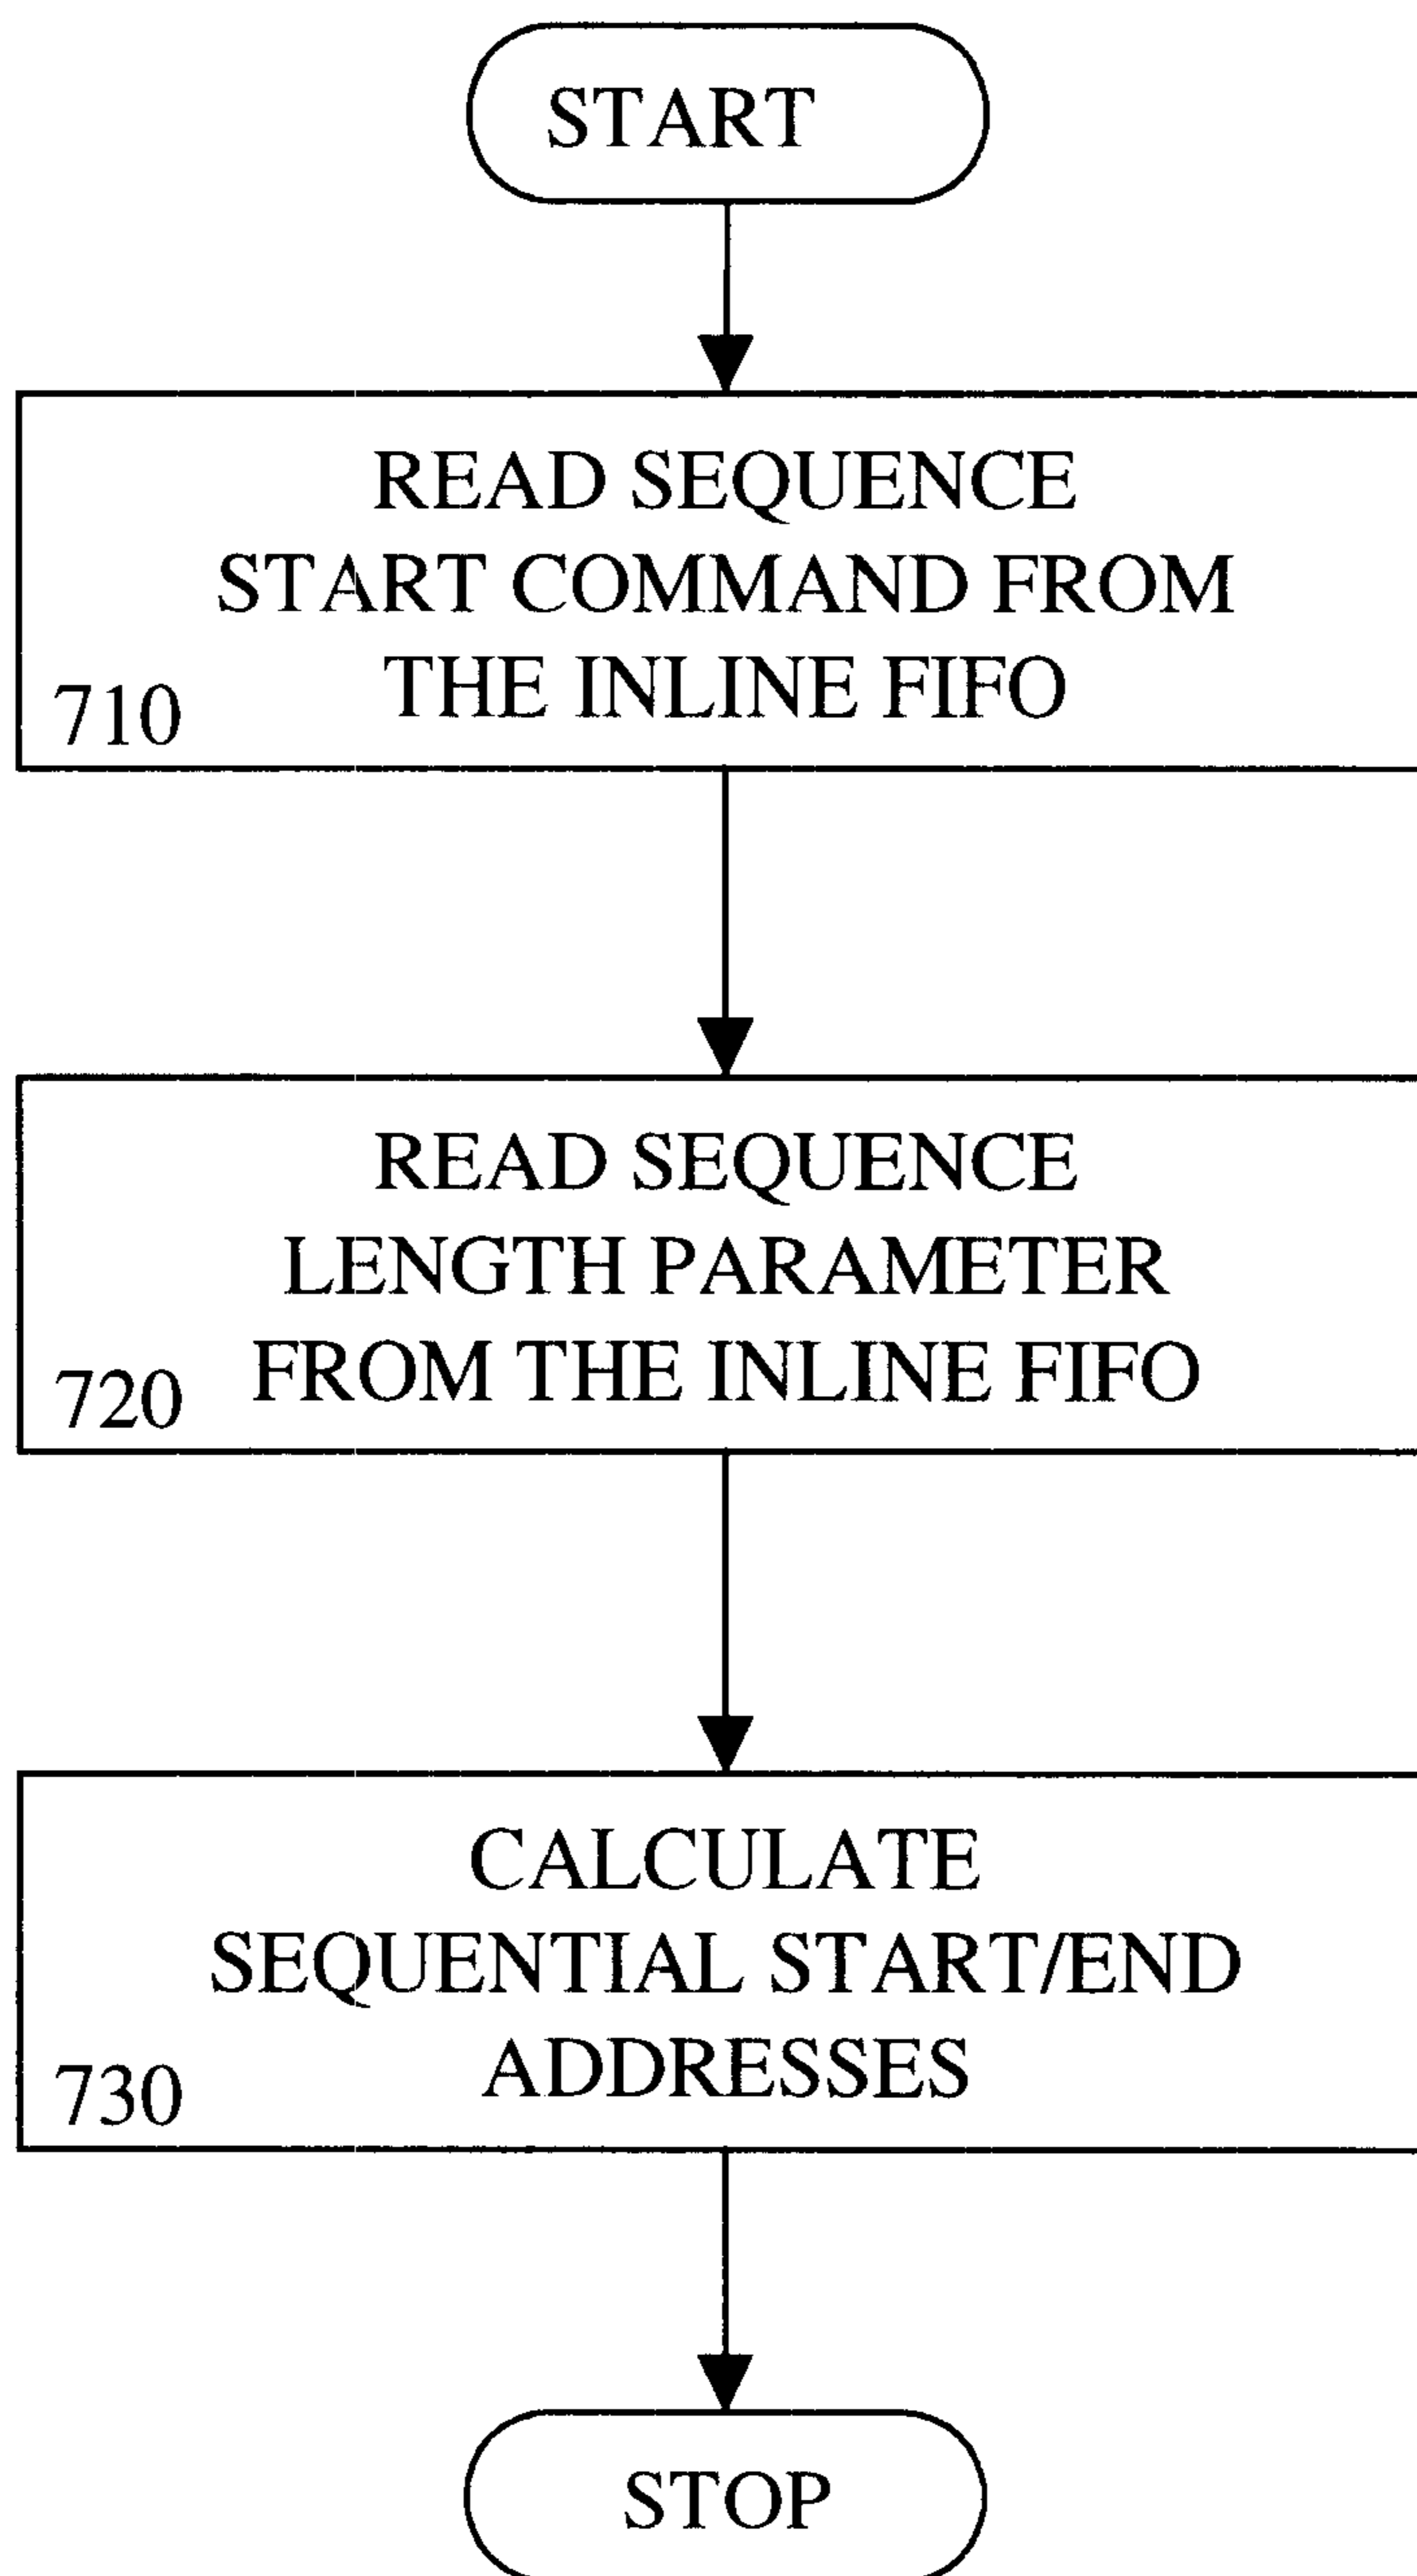 START
READ SEQUENCE
START COMMAND FROM
THE INLINE FIFO
710
READ SEQUENCE
LENGTH PARAMETER
FROM THE INLINE FIFO
720
CALCULATE
SEQUENTIAL START/END
ADDRESSES
730
STOP